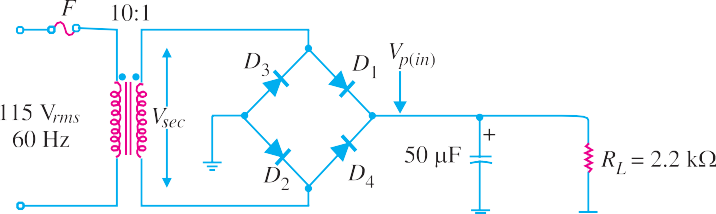 F
10:1
115 Vrms
60 Hz
Vsec
D3
D1
D2
D4
Vp(in)
50 μF
+
RL = 2.2 kΩ